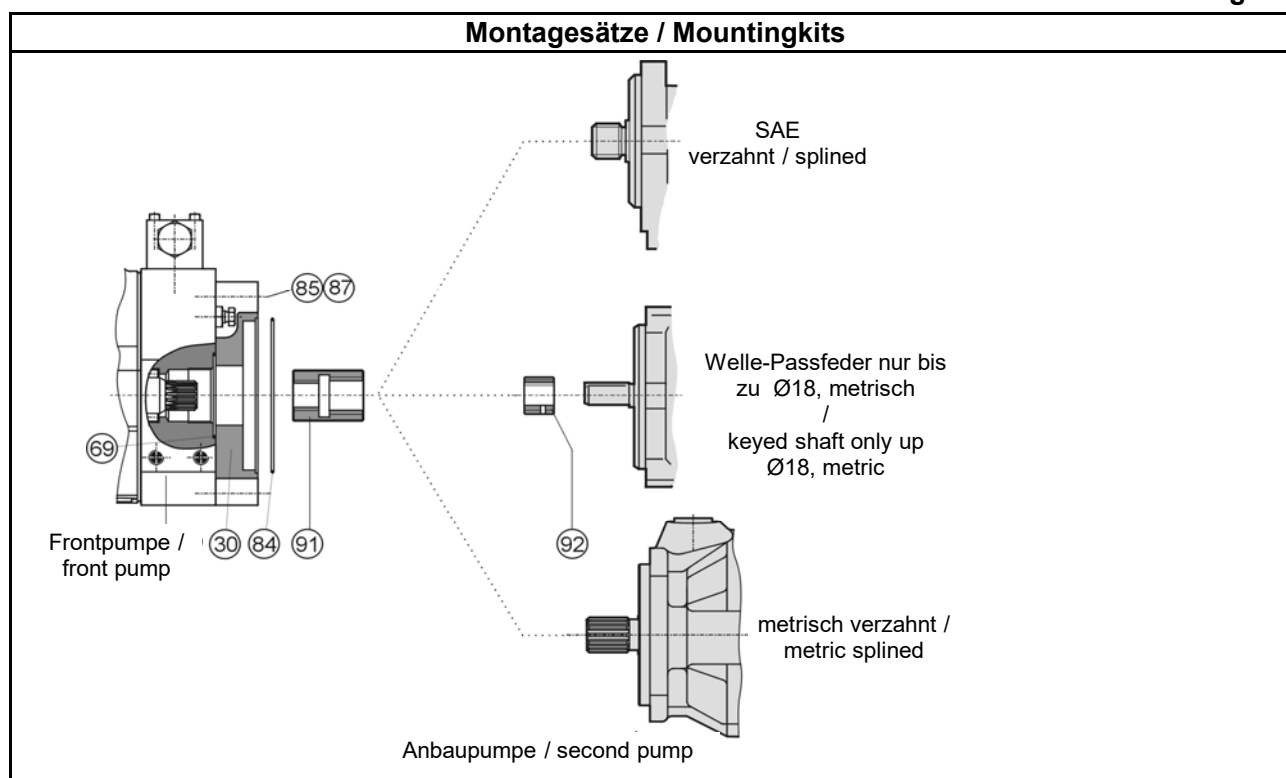 Montagesätze / Mountingkits
SAE
verzahnt / splined
85 87
Welle-Passfeder nur bis
zu Ø18, metrisch
/
keyed shaft only up
Ø18, metric
69
Frontpumpe /
front pump
30 84 91
92
metrisch verzahnt /
metric splined
Anbaupumpe / second pump